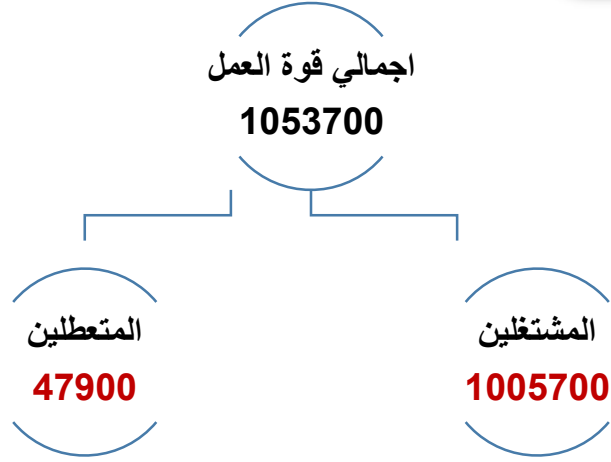 اجمالي قوة العمل
1053700
المشتغلين
1005700
المتعطلين
47900